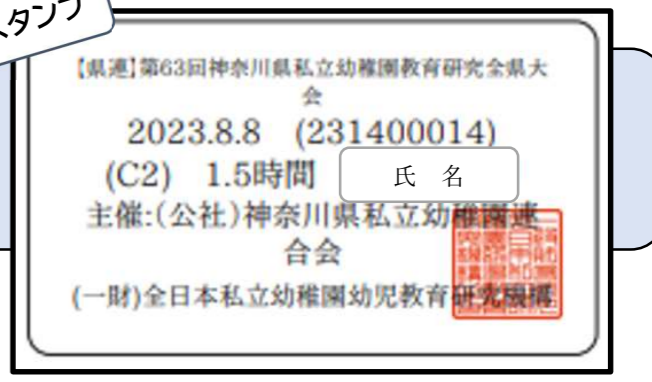 スタンプ
【県連】第63回神奈川県私立幼稚園教育研究全県大
会
2023.8.8 (231400014)
(C2) 1.5時間 氏 名
主催:(公社)神奈川県私立幼稚園連
合会
(一財)全日本私立幼稚園幼児教育研究機構